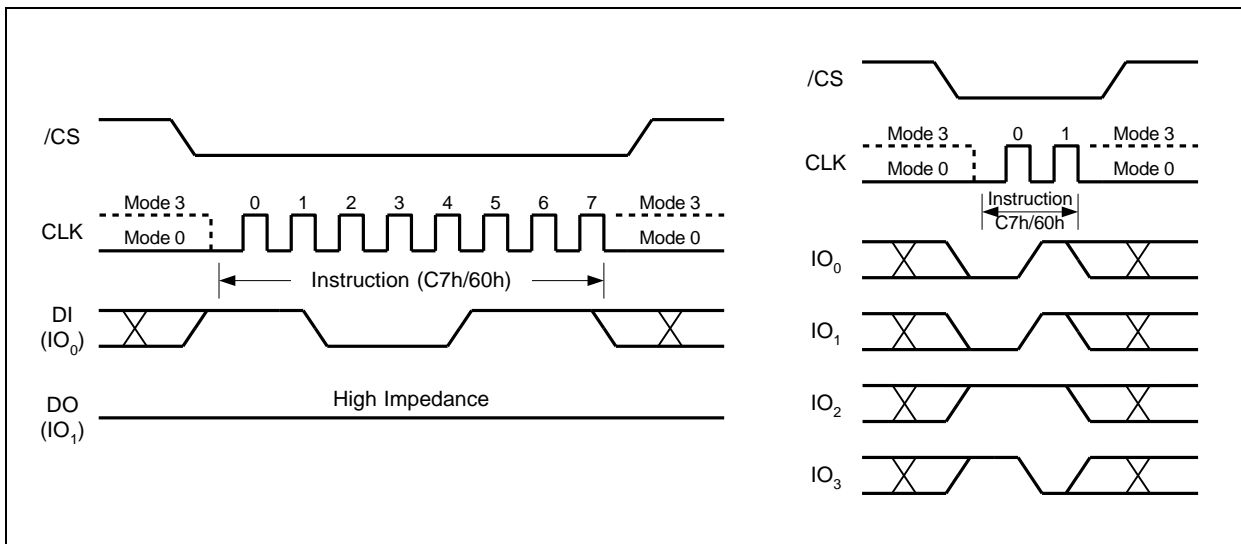 /CS
Mode 3 0 1 2 3 4 5 6 7 Mode 3
CLK Mode 0 Mode 0
Instruction (C7h/60h)
DI
(IO0)
High Impedance
DO
(IO1)
/CS
Mode 3 0 1 Mode 3
CLK Mode 0 Mode 0
Instruction
C7h/60h
IO0
IO1
IO2
IO3